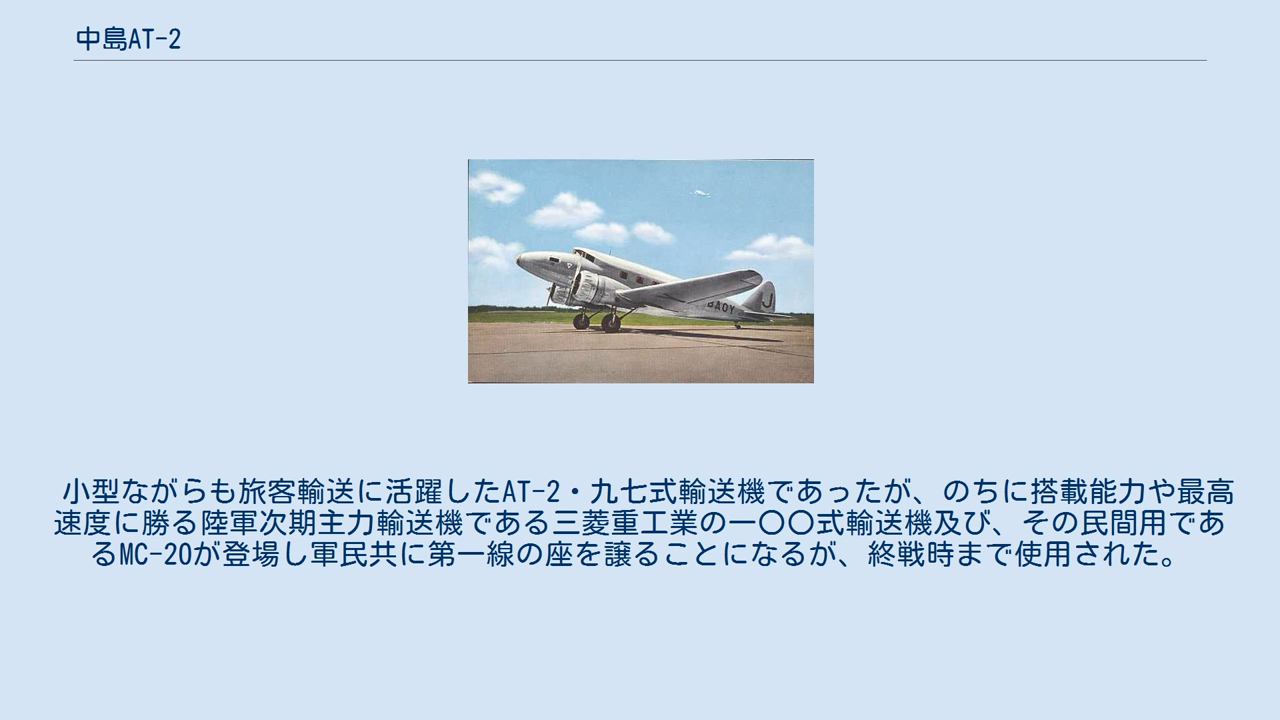 中島AT-2
BAOY
J
小型ながらも旅客輸送に活躍したAT-2・九七式輸送機であったが、のちに搭載能力や最高
速度に勝る陸軍次期主力輸送機である三菱重工業の一〇〇式輸送機及び、その民間用であ
るMC-20が登場し軍民共に第一線の座を譲ることになるが、終戦時まで使用された。